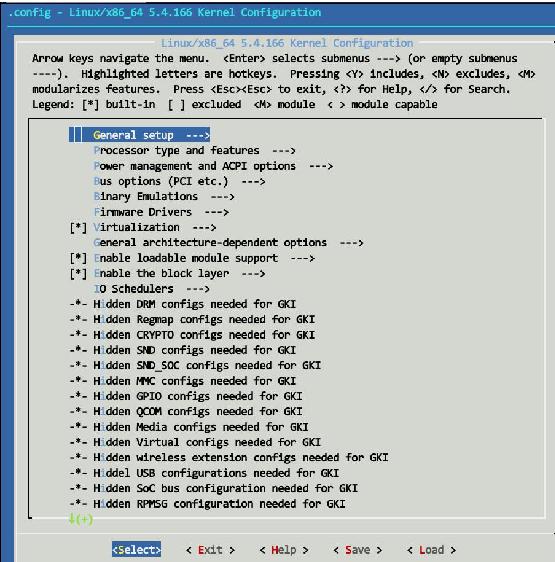 .config - Linux/x86_64 5.4.166 Kernel Configuration
Linux/x86_64 5.4.166 Kernel Configuration
Arrow keys navigate the menu.  <Enter> selects submenus ---> (or empty submenus
----).  Highlighted letters are hotkeys.  Pressing <Y> includes, <N> excludes, <M>
modularizes features.  Press <Esc><Esc> to exit, <?> for Help, </> for Search.
Legend: [*] built-in  [ ] excluded  <M> module  < > module capable
General setup  --->
Processor type and features  --->
Power management and ACPI options  --->
Bus options (PCI etc.)  --->
Binary Emulations  --->
Firmware Drivers  --->
[*] Virtualization  --->
General architecture-dependent options  --->
[*] Enable loadable module support  --->
[*] Enable the block layer  --->
IO Schedulers  --->
-*- Hidden DRM configs needed for GKI
-*- Hidden Regmap configs needed for GKI
-*- Hidden CRYPTO configs needed for GKI
-*- Hidden SND configs needed for GKI
-*- Hidden SND_SOC configs needed for GKI
-*- Hidden MMC configs needed for GKI
-*- Hidden GPIO configs needed for GKI
-*- Hidden QCOM configs needed for GKI
-*- Hidden Media configs needed for GKI
-*- Hidden Virtual configs needed for GKI
-*- Hidden wireless extension configs needed for GKI
-*- Hiddel USB configurations needed for GKI
-*- Hidden SoC bus configuration needed for GKI
-*- Hidden RPMSG configuration needed for GKI
↓(+)
<Select>    < Exit >    < Help >    < Save >    < Load >